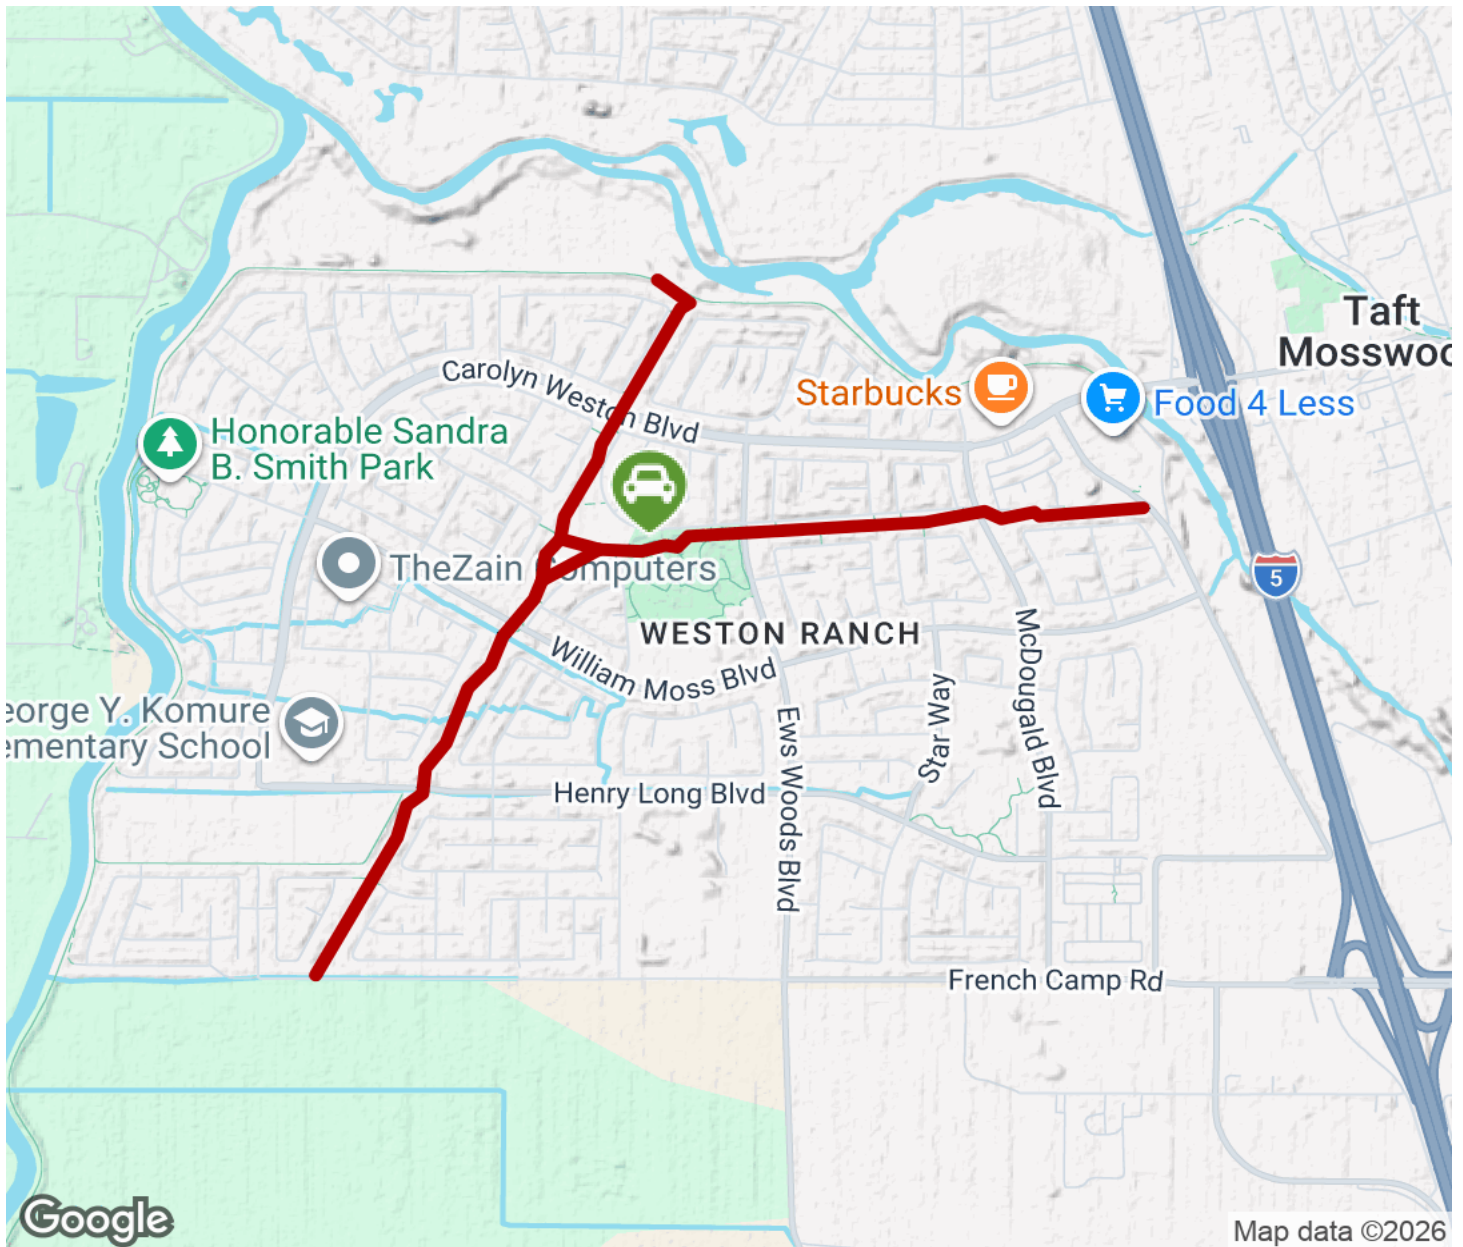 Taft
Mosswoo
Carolyn Weston Blvd
Starbucks
Food 4 Less
Honorable Sandra
B. Smith Park
TheZain Computers
5
WESTON RANCH
William Moss Blvd
McDougald Blvd
Star Way
eorge Y. Komure
ementary School
Ews Woods Blvd
Henry Long Blvd
French Camp Rd
Google
Map data ©2026